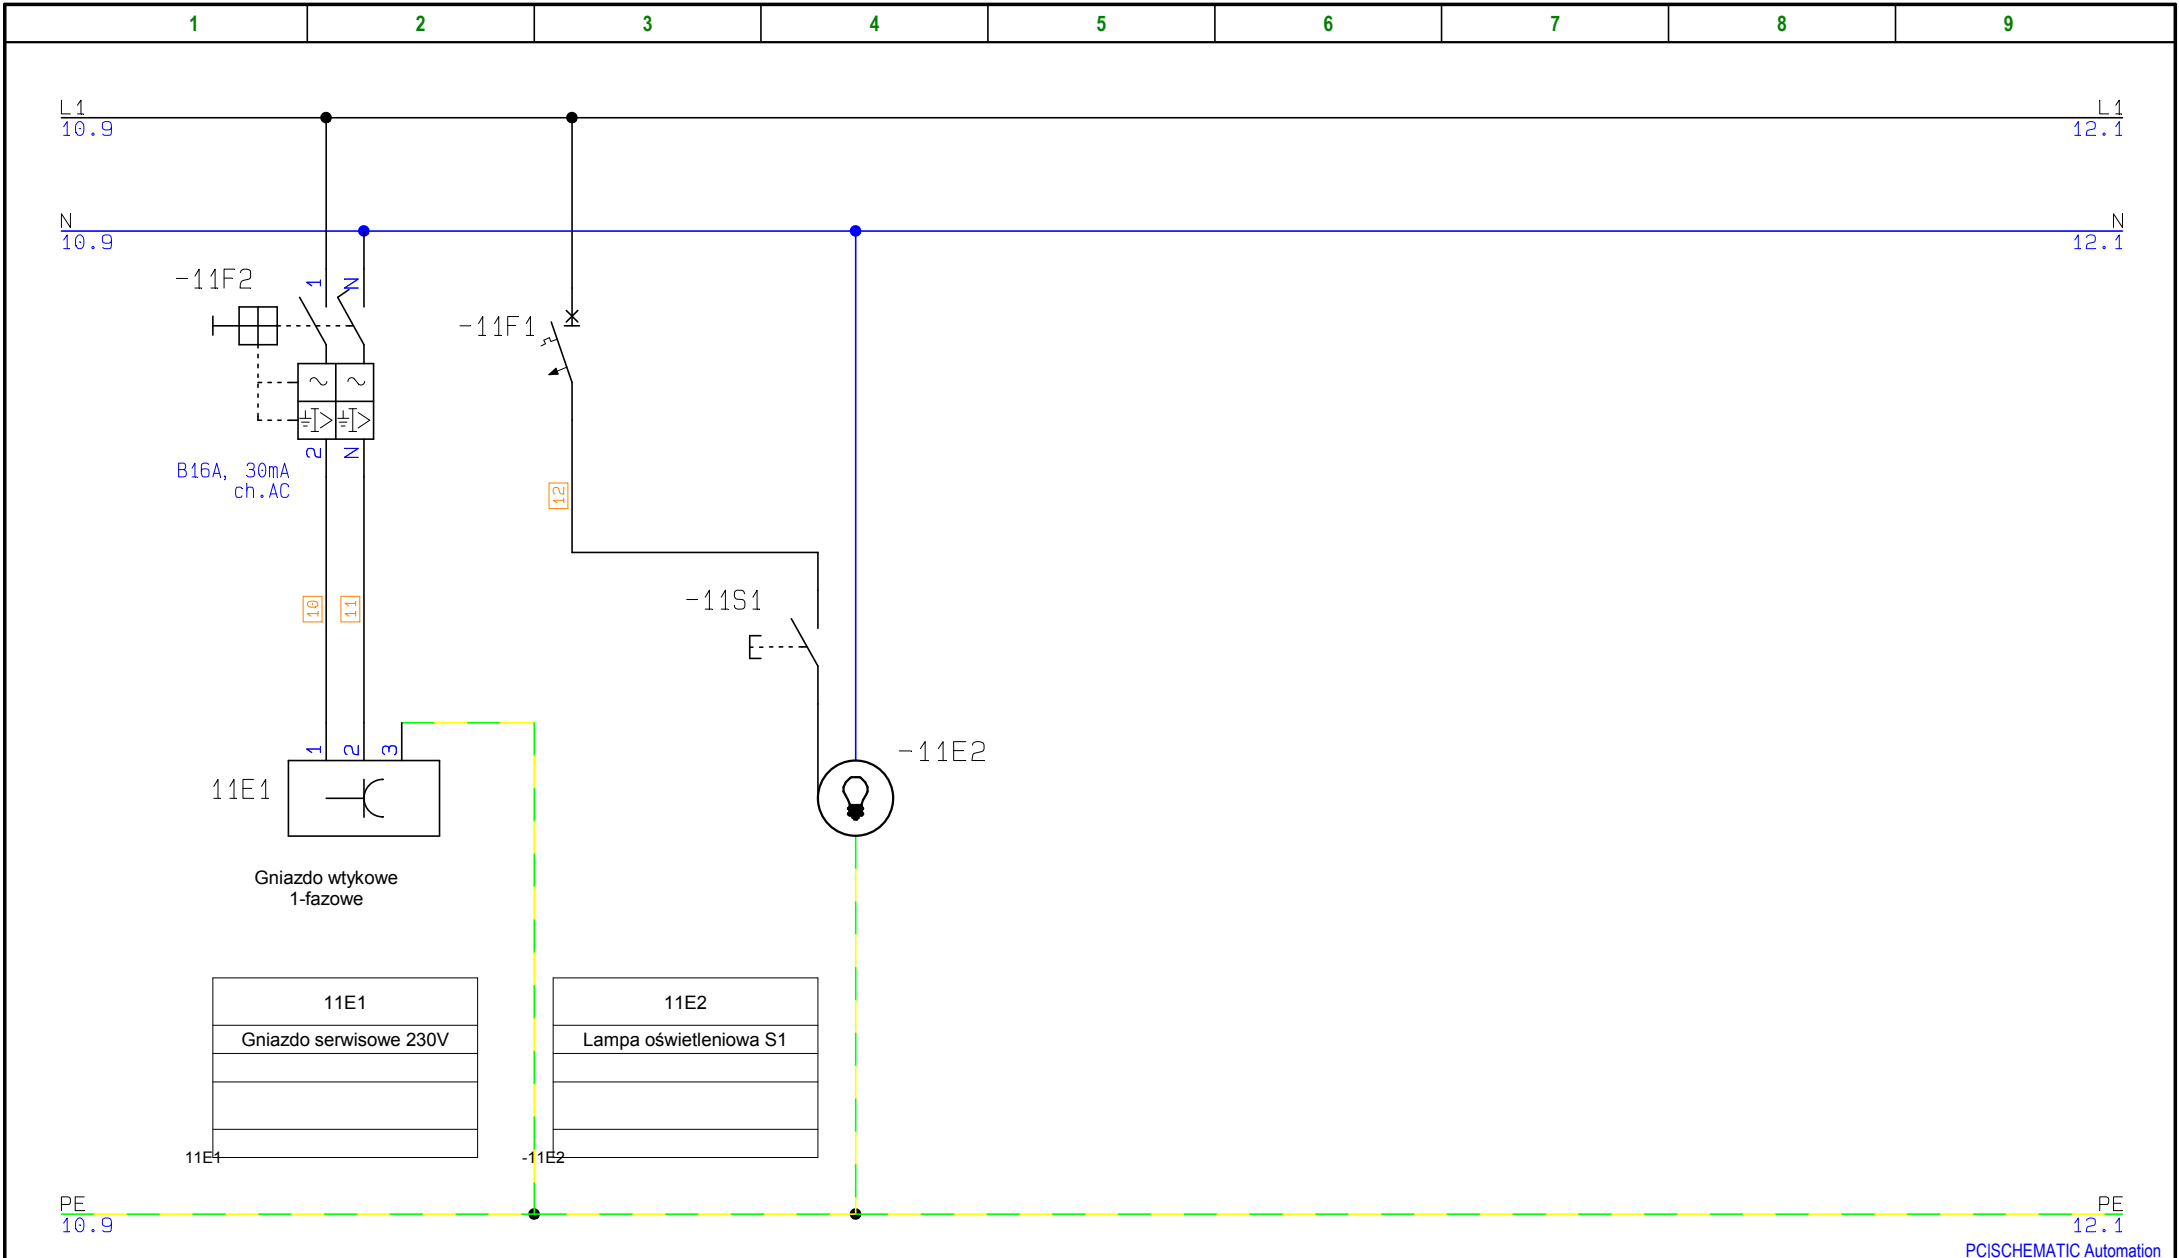 1 2 3 4 5 6 7 8 9
L1 L1
10.9 12.1
N N
10.9 12.1
-11F2
1 N
-11F1
2 N
B16A, 30mA
ch.AC
12
10 11
-11S1
1 2 3
-11E2
11E1
Gniazdo wtykowe
1-fazowe
11E1
Gniazdo serwisowe 230V
11E1
11E2
Lampa oświetleniowa S1
-11E2
PE PE
10.9 12.1
PC|SCHEMATIC Automation